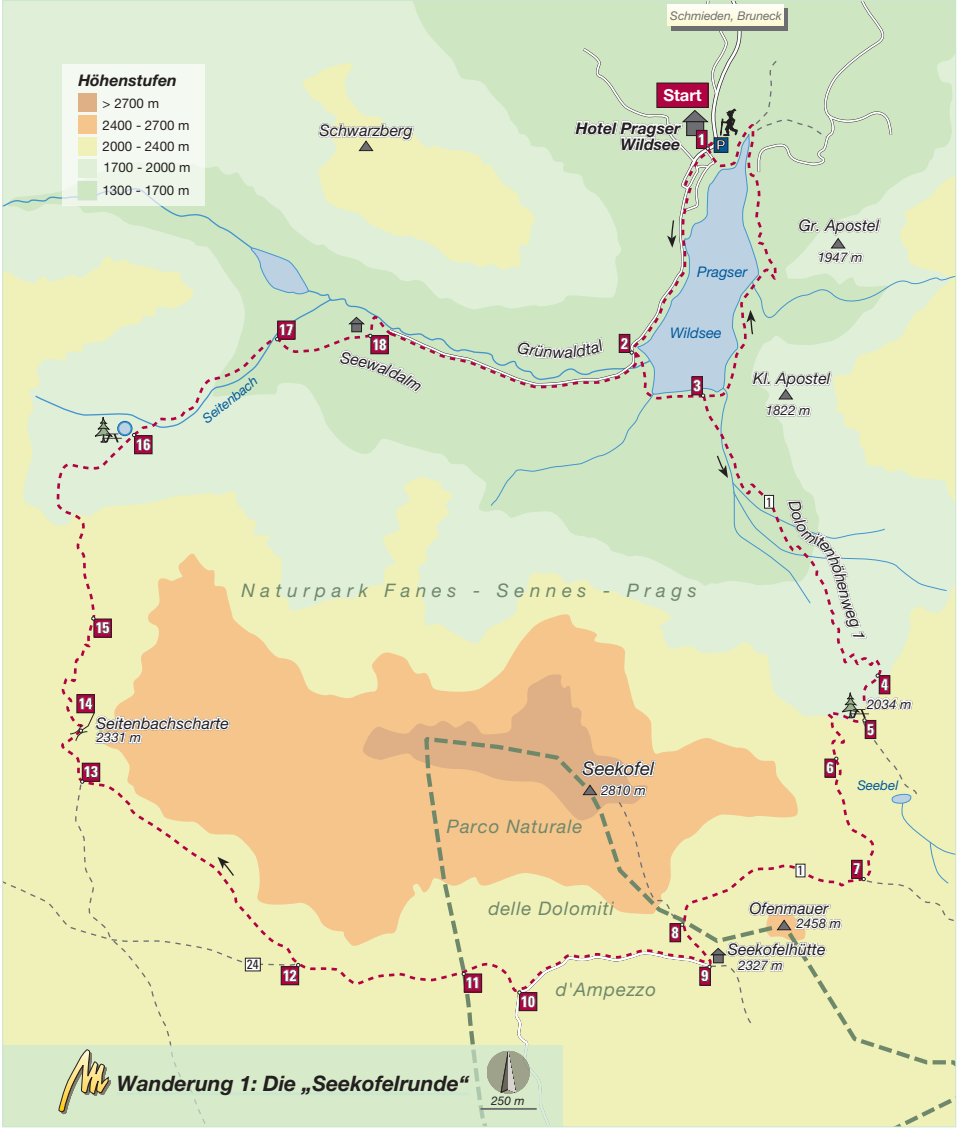 Schmieden, Bruneck
Höhenstufen
> 2700 m
2400 - 2700 m
2000 - 2400 m
1700 - 2000 m
1300 - 1700 m
Start
Hotel Pragser
Wildsee
1
P
Schwarzberg
Gr. Apostel
1947 m
Pragser
Wildsee
17
18
Seewaldalm
Grünwaldtal
2
3
Kl. Apostel
1822 m
Seitenbach
16
1
Dolomitenhöhenweg 1
Naturpark Fanes - Sennes - Prags
15
4
2034 m
5
14
Seitenbachscharte
2331 m
13
6
Seekofel
2810 m
Seebel
Parco Naturale
7
1
delle Dolomiti
Ofenmauer
2458 m
8
Seekofelhütte
2327 m
9
24
12
11
10
d'Ampezzo
Wanderung 1: Die „Seekofelrunde“
250 m